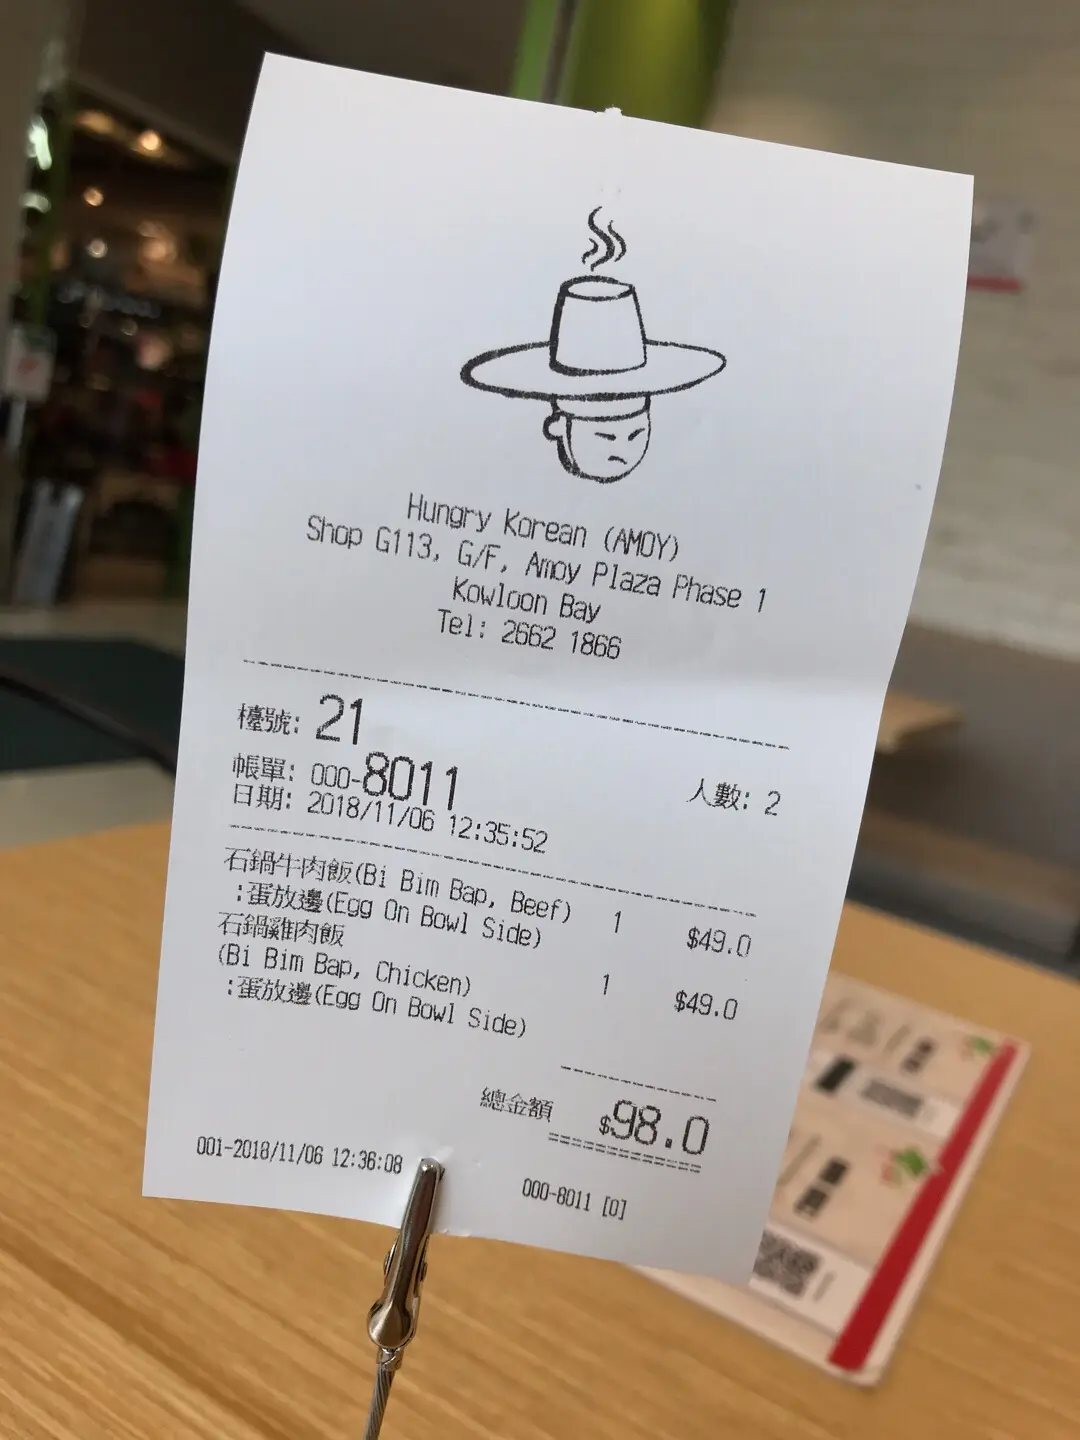 Hungry Korean (AMOY)
Shop G113, G/F, Amoy Plaza Phase 1
Kowloon Bay
Tel: 2662 1866
檯號: 21
帳單: 000-8011 人數: 2
日期: 2018/11/06 12:35:52
石鍋牛肉飯(Bi Bim Bap, Beef) 1 $49.0
:蛋放邊(Egg On Bowl Side)
石鍋雞肉飯
(Bi Bim Bap, Chicken) 1 $49.0
:蛋放邊(Egg On Bowl Side)
總金額 $98.0
001-2018/11/06 12:36:08 000-8011 [0]